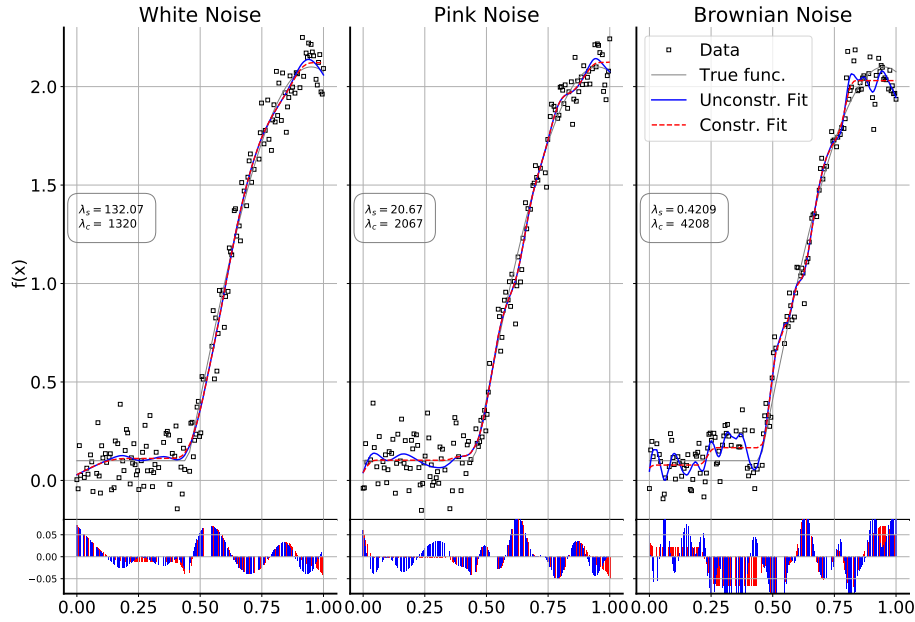 White Noise
Pink Noise
Brownian Noise
Data
True func.
Unconstr. Fit
Constr. Fit
2.0
1.5
1.0
0.5
0.0
f(x)
λs = 132.07
λc = 1320
λs = 20.67
λc = 2067
λs = 0.4209
λc = 4208
0.05
0.00
−0.05
0.00 0.25 0.50 0.75 1.00
0.00 0.25 0.50 0.75 1.00
0.00 0.25 0.50 0.75 1.00